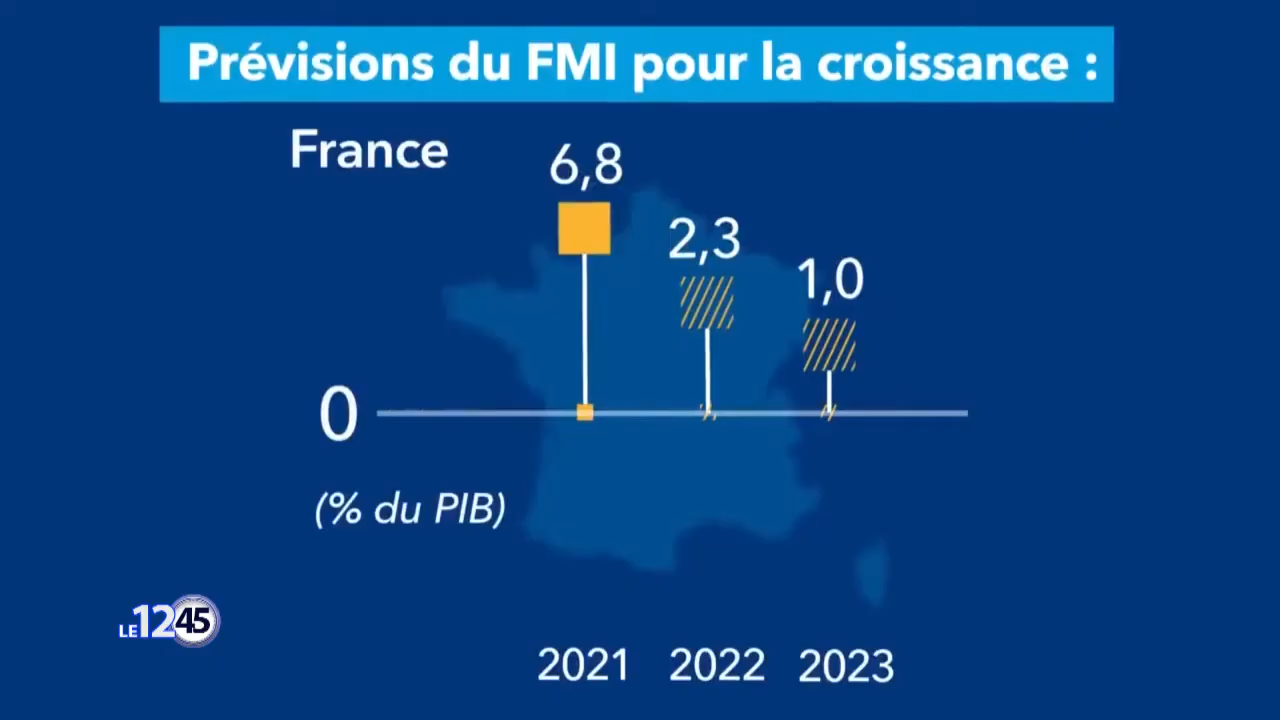 Prévisions du FMI pour la croissance :
France
6,8
2,3
1,0
0
(% du PIB)
LE 12 45
2021 2022 2023